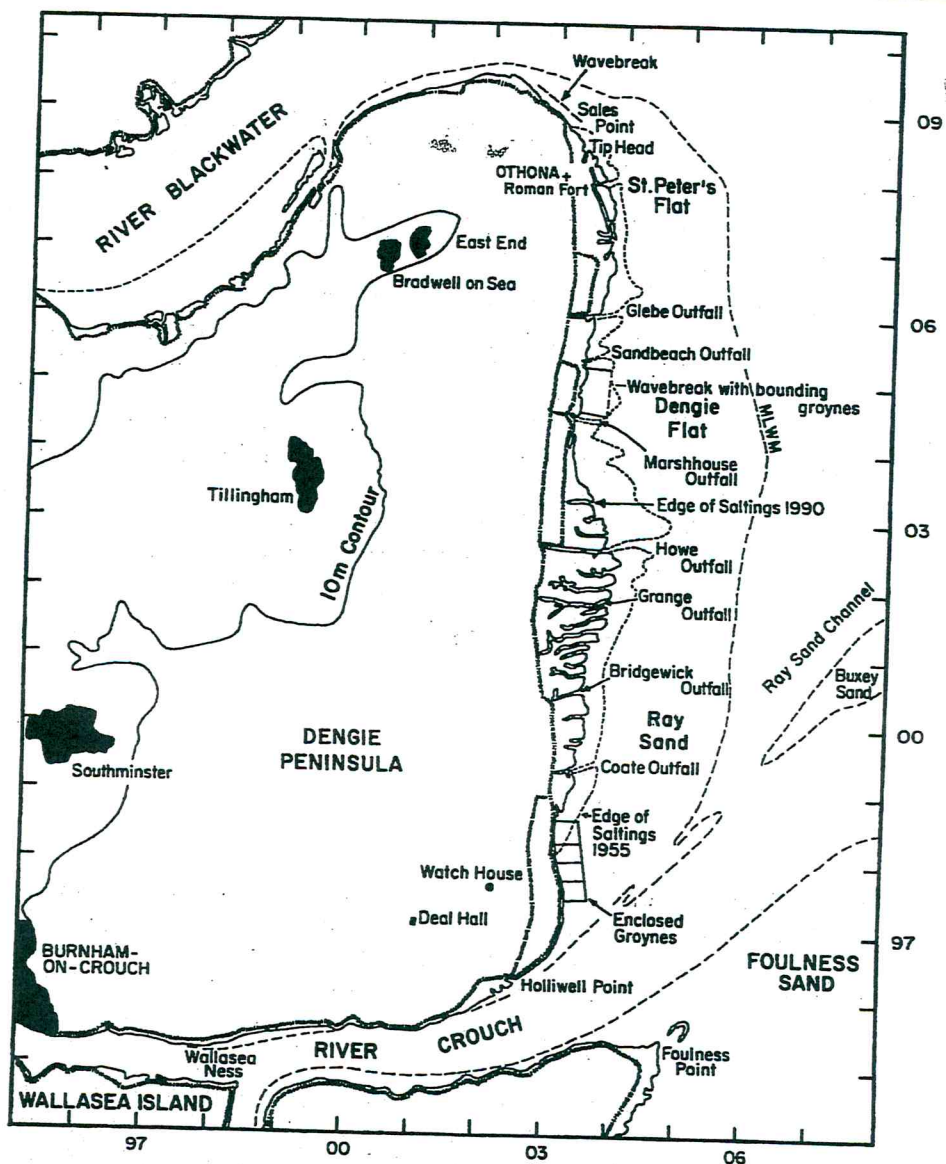 Wavebreak
Sales
Point
Tip Head
09
RIVER BLACKWATER
OTHONA +
Roman Fort
St. Peter's
Flat
East End
Bradwell on Sea
Glebe Outfall
06
Sandbeach Outfall
Wavebreak with bounding
groynes
Dengie
Flat
MLWM
Marshhouse
Outfall
Tillingham
Edge of Saltings 1990
10m Contour
03
Howe
Outfall
Grange
Outfall
Ray Sand Channel
Bridgewick
Outfall
Buxey
Sand
Ray
Sand
DENGIE
PENINSULA
00
Southminster
Coate Outfall
Edge of
Saltings
1955
Watch House
Deal Hall
Enclosed
Groynes
97
BURNHAM-
ON-CROUCH
FOULNESS
SAND
Holliwell Point
RIVER CROUCH
Wallasea
Ness
Foulness
Point
WALLASEA ISLAND
97
00
03
06